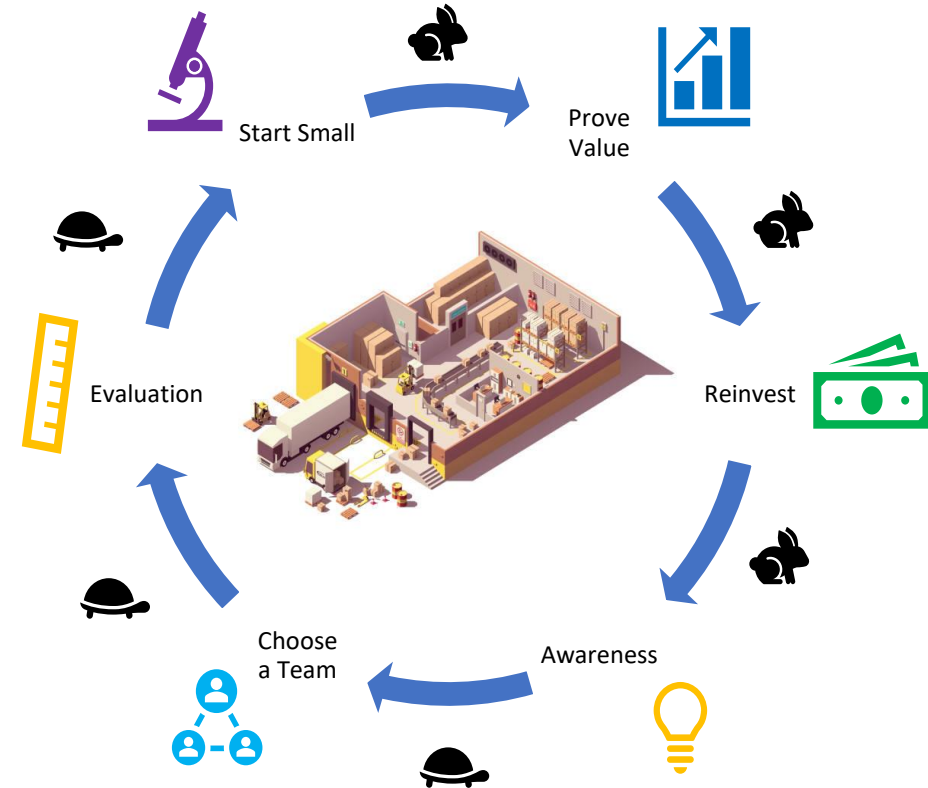 Start Small
Prove
Value
Evaluation
Reinvest
Choose
a Team
Awareness